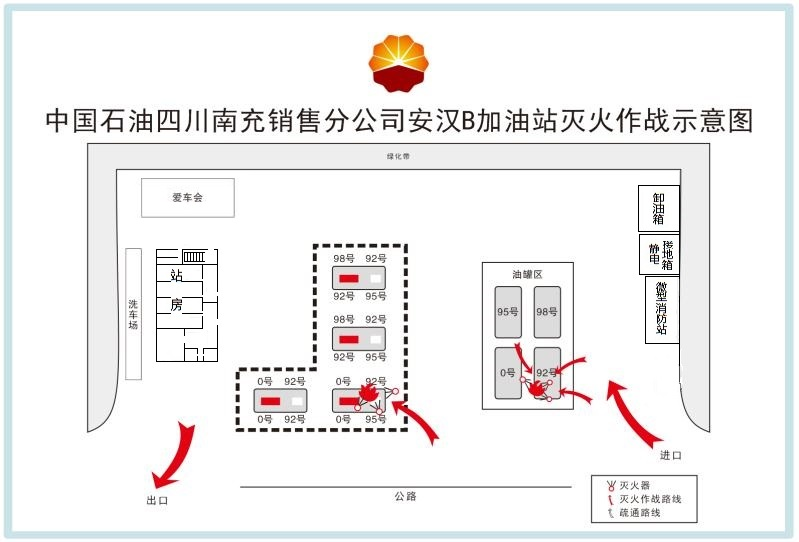 中国石油四川南充销售分公司安汉B加油站灭火作战示意图
绿化带
爱车会
卸油箱
静电接地箱
微型消防站
站房
洗车场
98号 92号
92号 95号
98号 92号
92号 95号
0号 92号
0号 92号
0号 92号
0号 95号
油罐区
95号 98号
0号 92号
进口
出口
公路
灭火器
灭火作战路线
疏通路线